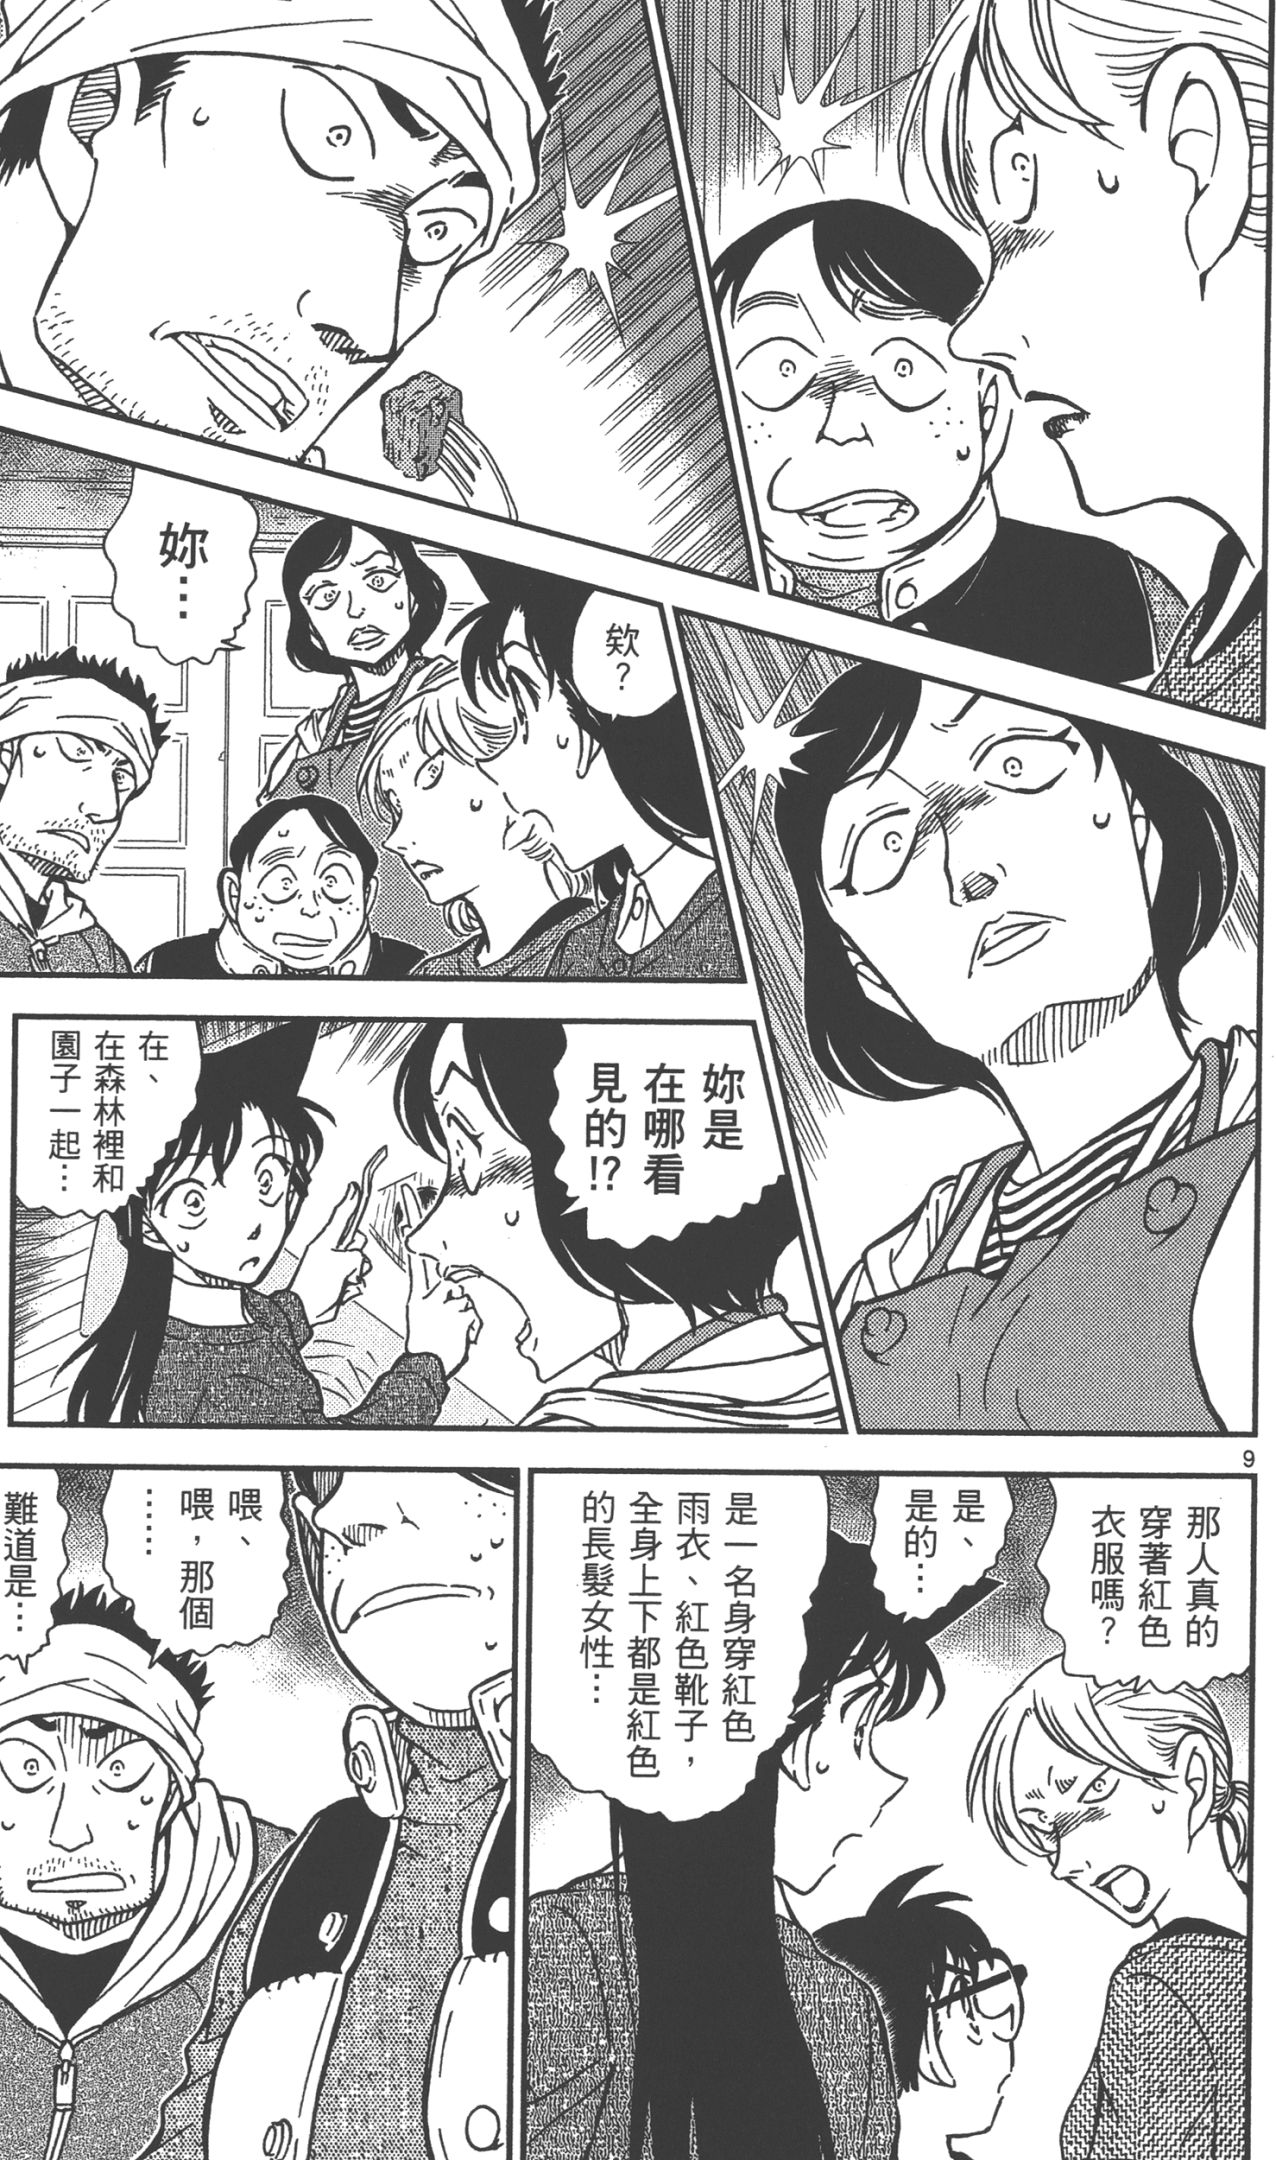 欸？
妳…
妳是
在哪看
見的!?
在、
在森林裡和
園子一起…
9
那人真的
穿著紅色
衣服嗎？
是、
是的…
是一名身穿紅色
雨衣、紅色靴子，
全身上下都是紅色
的長髮女性…
喂、
喂，那個
……
難道是…